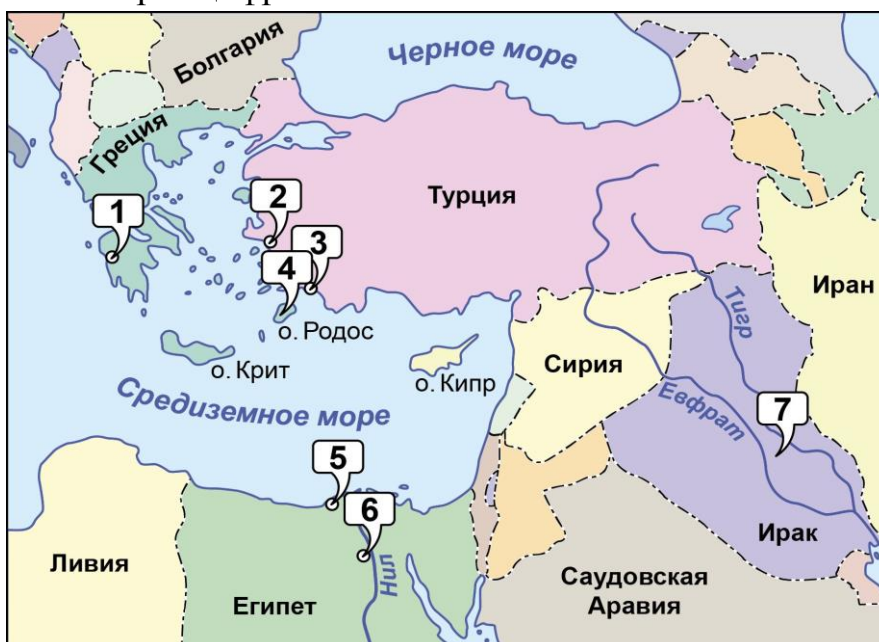 Болгария
Черное море
Греция
Турция
1
2
3
4
о. Родос
о. Крит
о. Кипр
Средиземное море
Сирия
Тигр
Евфрат
Иран
7
5
6
Ирак
Ливия
Египет
Нил
Саудовская
Аравия